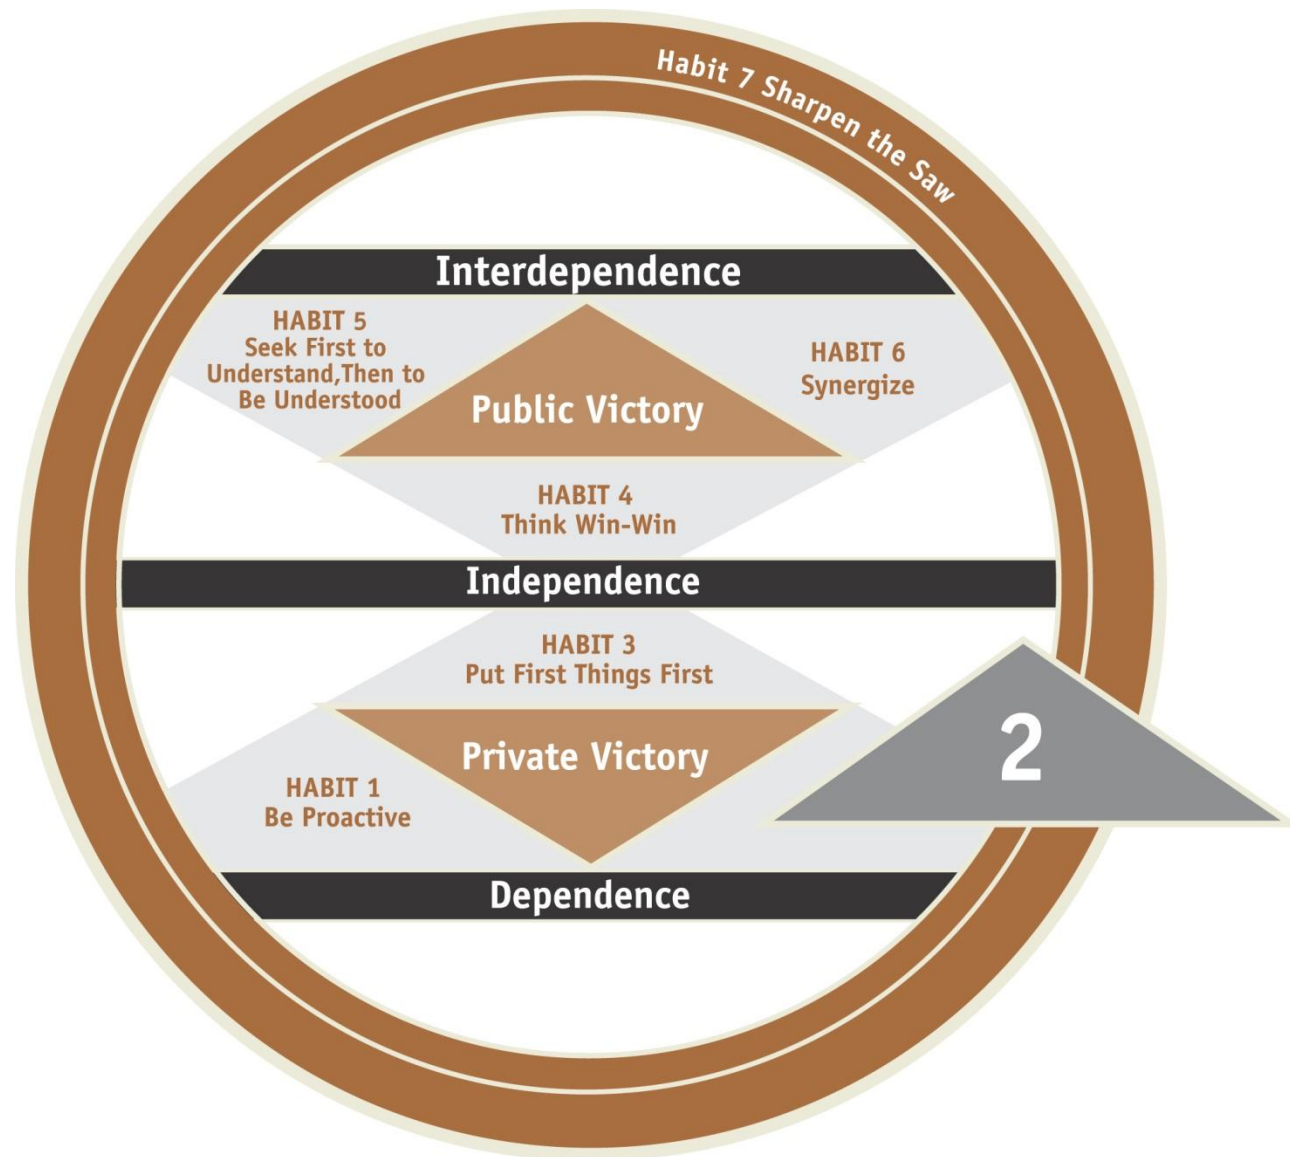 Habit 7 Sharpen the Saw
Interdependence
HABIT 5
Seek First to
Understand,Then to
Be Understood
HABIT 6
Synergize
Public Victory
HABIT 4
Think Win-Win
Independence
HABIT 3
Put First Things First
2
Private Victory
HABIT 1
Be Proactive
Dependence